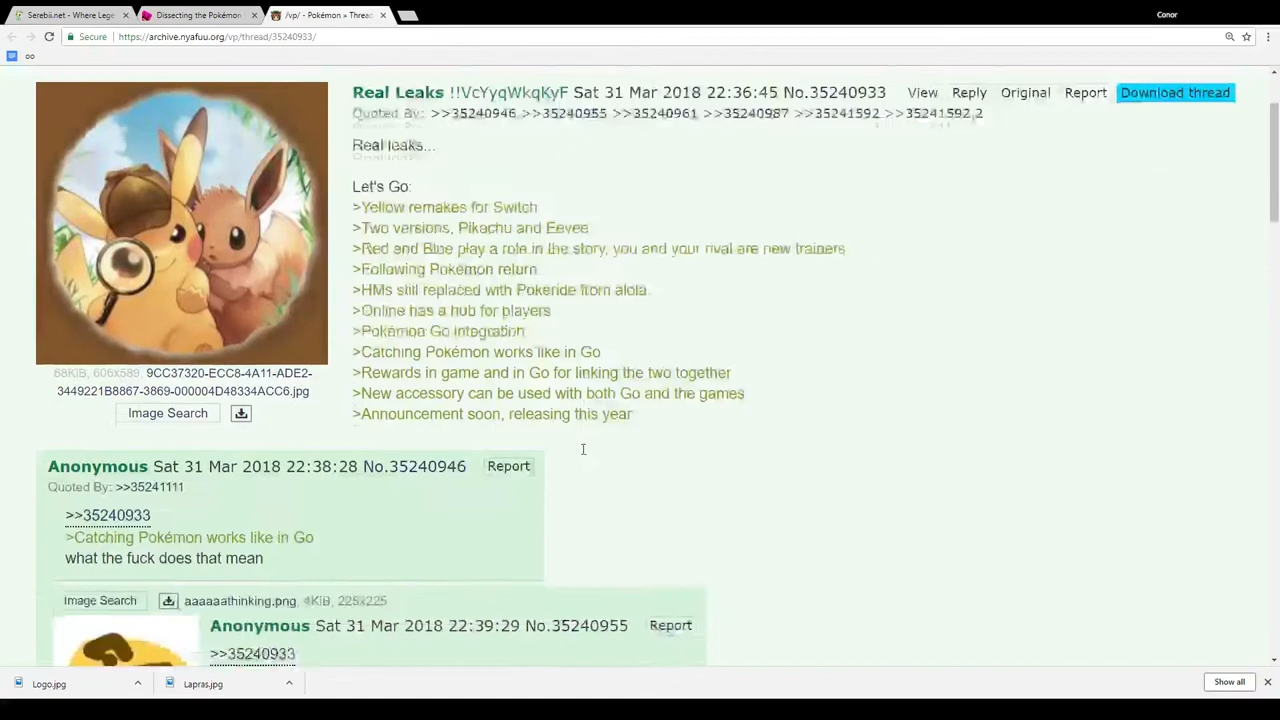 Serebii.net - Where Lege
Dissecting the Pokémon
/vp/ - Pokémon » Threa
Conor
Secure
https://archive.nyafuu.org/vp/thread/35240933/
Real Leaks !!VcYyqWkqKyF Sat 31 Mar 2018 22:36:45 No.35240933 View Reply Original Report Download thread
Quoted By: >>35240946 >>35240955 >>35240961 >>35240987 >>35241592 >>35241592,2
Real leaks...
Let's Go:
>Yellow remakes for Switch
>Two versions, Pikachu and Eevee
>Red and Blue play a role in the story, you and your rival are new trainers
>Following Pokémon return
>HMs still replaced with Pokeride from alola
>Online has a hub for players
>Pokémon Go integration
>Catching Pokémon works like in Go
>Rewards in game and in Go for linking the two together
>New accessory can be used with both Go and the games
>Announcement soon, releasing this year
68KiB, 606x589, 9CC37320-ECC8-4A11-ADE2-
3449221B8867-3869-000004D48334ACC6.jpg
Image Search
Anonymous Sat 31 Mar 2018 22:38:28 No.35240946 Report
Quoted By: >>35241111
>>35240933
>Catching Pokémon works like in Go
what the fuck does that mean
Image Search aaaaaathinking.png, 4KiB, 225x225
Anonymous Sat 31 Mar 2018 22:39:29 No.35240955 Report
>>35240933
Logo.jpg
Lapras.jpg
Show all